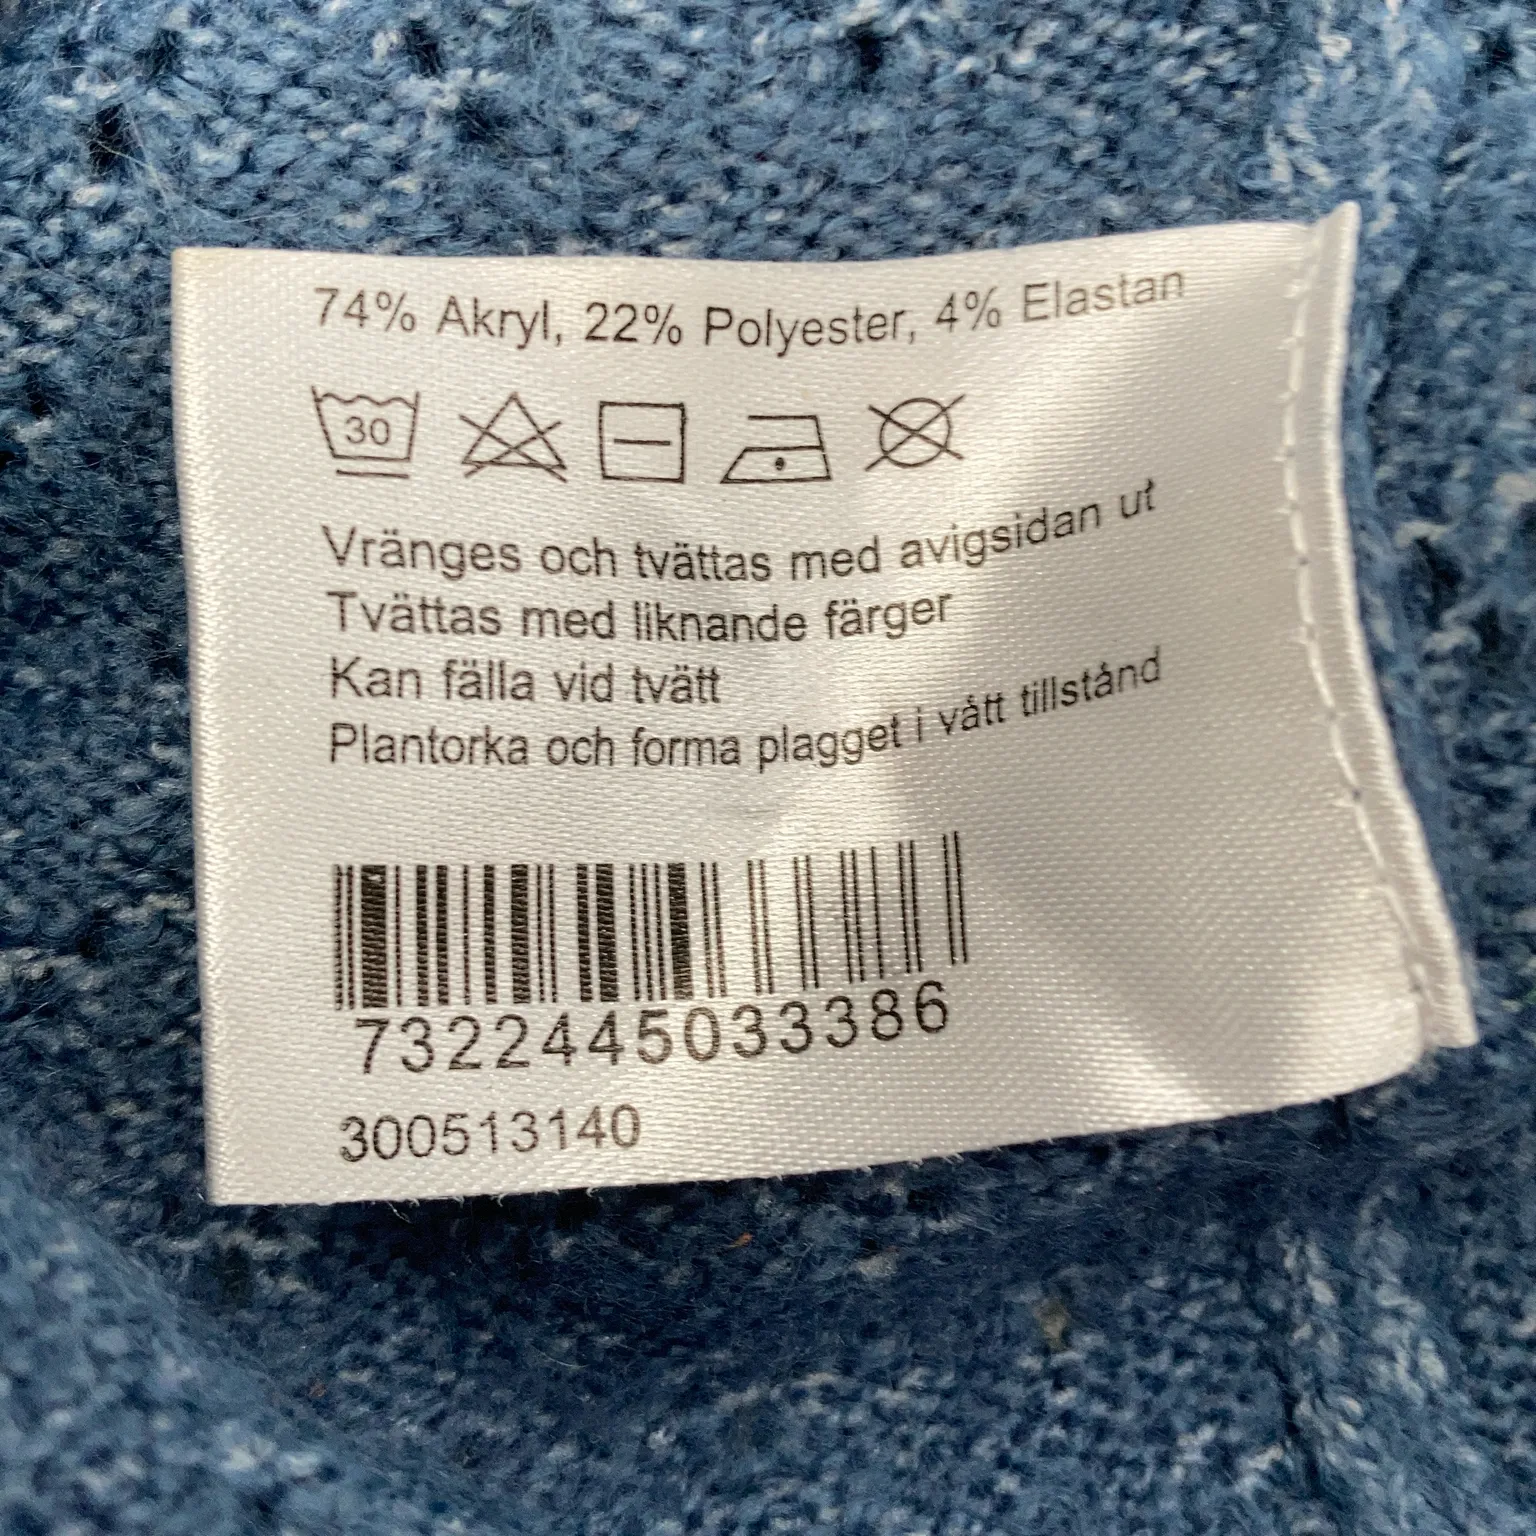 74% Akryl, 22% Polyester, 4% Elastan
30
Vränges och tvättas med avigsidan ut
Tvättas med liknande färger
Kan fälla vid tvätt
Plantorka och forma plagget i vått tillstånd
7322445033386
300513140